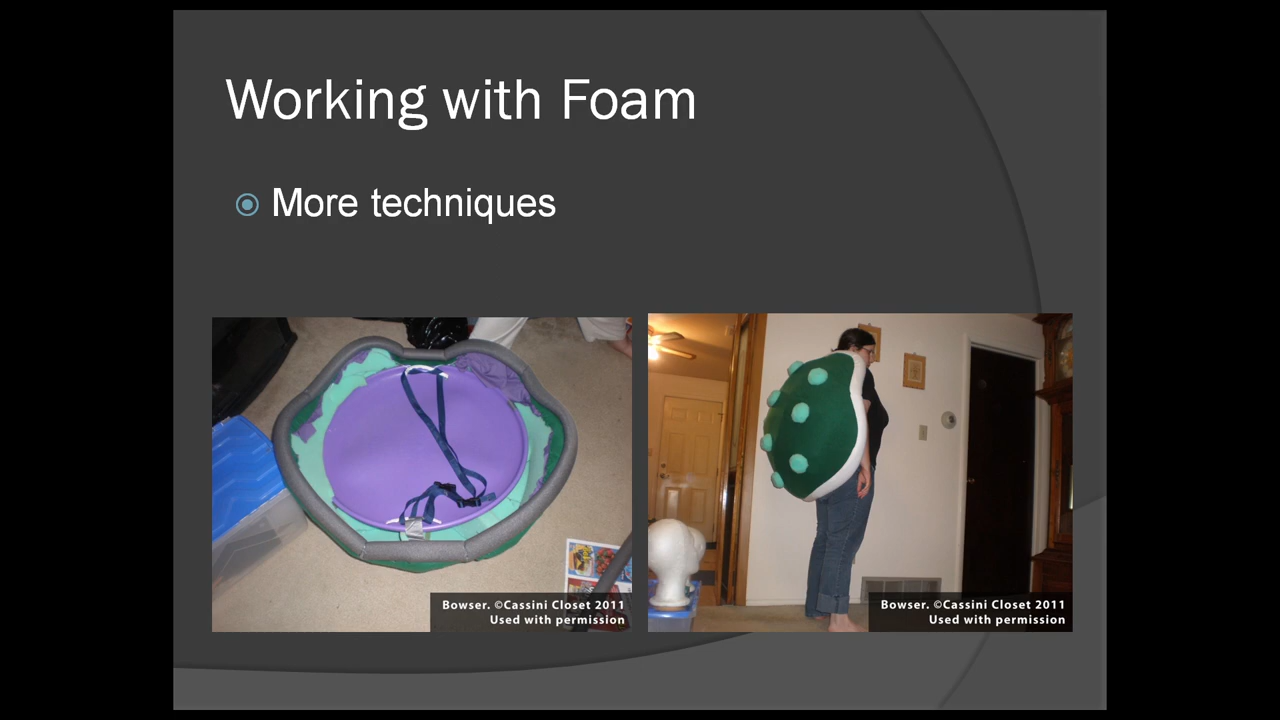 Working with Foam
More techniques
Bowser. ©Cassini Closet 2011
Used with permission
Bowser. ©Cassini Closet 2011
Used with permission